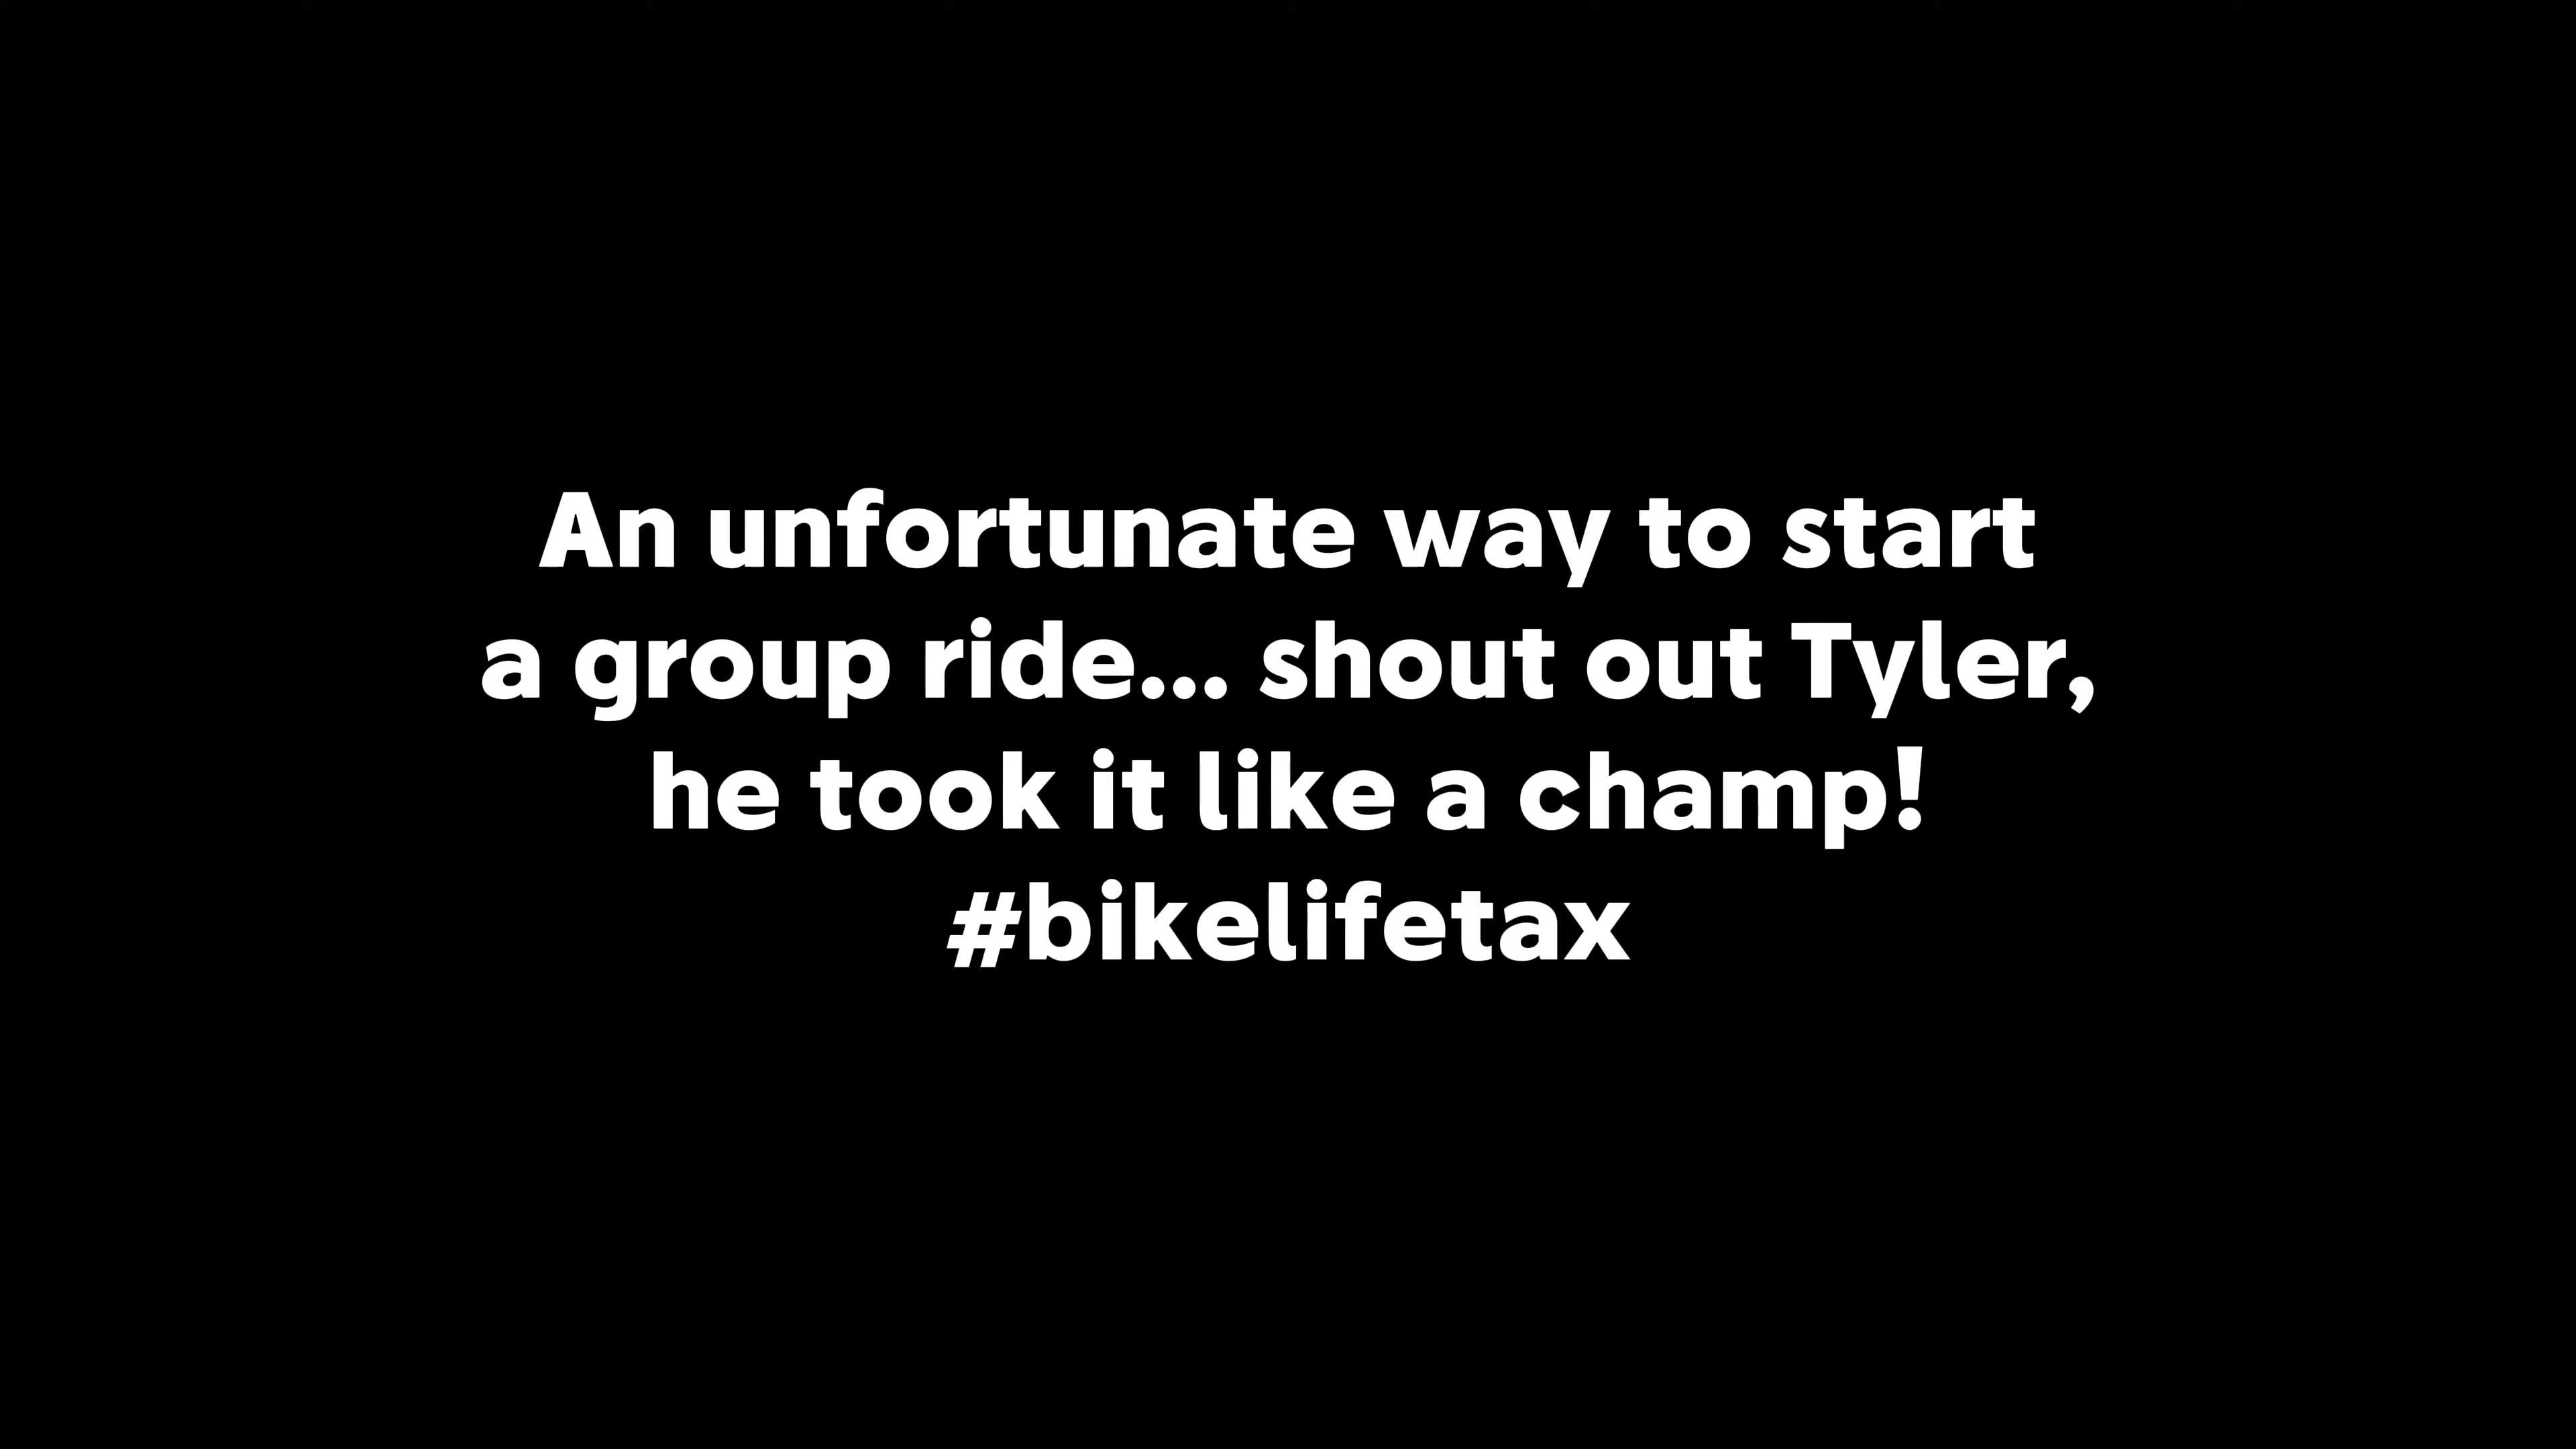 An unfortunate way to start
a group ride... shout out Tyler,
he took it like a champ!
#bikelifetax